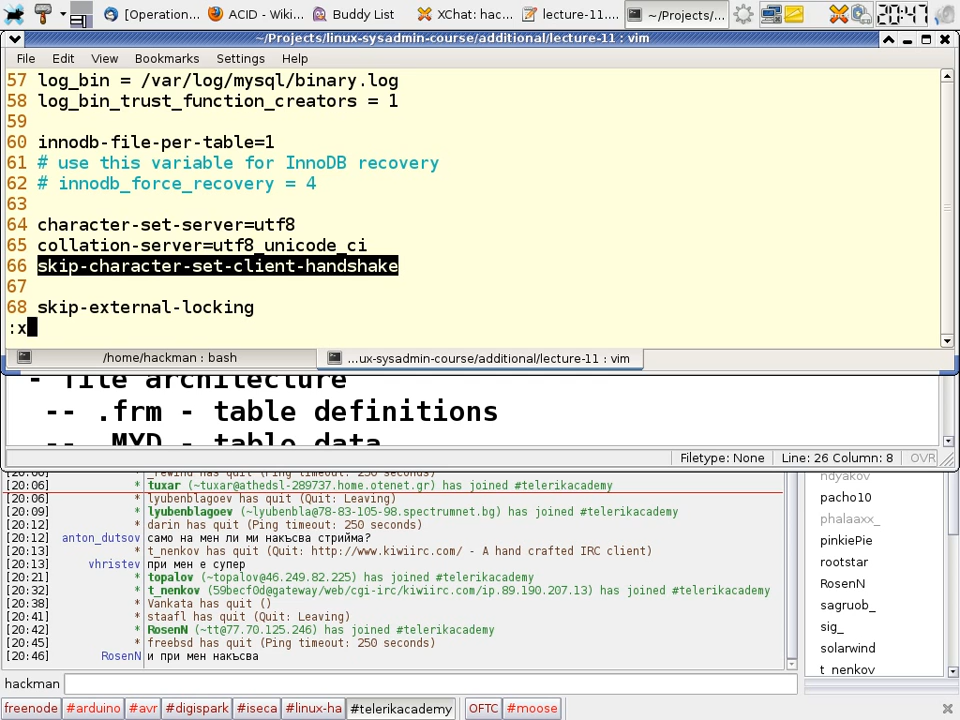 [Operation...
ACID - Wiki...
Buddy List
XChat: hac...
lecture-11....
~/Projects/...
20:47
~/Projects/linux-sysadmin-course/additional/lecture-11 : vim
File Edit View Bookmarks Settings Help
57 log_bin = /var/log/mysql/binary.log
58 log_bin_trust_function_creators = 1
59
60 innodb-file-per-table=1
61 # use this variable for InnoDB recovery
62 # innodb_force_recovery = 4
63
64 character-set-server=utf8
65 collation-server=utf8_unicode_ci
66 skip-character-set-client-handshake
67
68 skip-external-locking
:x
/home/hackman : bash
...ux-sysadmin-course/additional/lecture-11 : vim
- file architecture
-- .frm - table definitions
-- .MYD - table data
Filetype: None Line: 26 Column: 8 OVR
[20:06] * _rewind has quit (Ping timeout: 250 seconds)
[20:06] * tuxar (~tuxar@athedsl-289737.home.otenet.gr) has joined #telerikacademy
[20:06] * lyubenblagoev has quit (Quit: Leaving)
[20:09] * lyubenblagoev (~lyubenbla@78-83-105-98.spectrumnet.bg) has joined #telerikacademy
[20:12] * darin has quit (Ping timeout: 250 seconds)
[20:12] anton_dutsov само на мен ли ми накъсва стрийма?
[20:13] * t_nenkov has quit (Quit: http://www.kiwiirc.com/ - A hand crafted IRC client)
[20:13] vhristev при мен е супер
[20:21] * topalov (~topalov@46.249.82.225) has joined #telerikacademy
[20:32] * t_nenkov (59becf0d@gateway/web/cgi-irc/kiwiirc.com/ip.89.190.207.13) has joined #telerikacademy
[20:38] * Vankata has quit ()
[20:41] * staafl has quit (Quit: Leaving)
[20:42] * RosenN (~tt@77.70.125.246) has joined #telerikacademy
[20:45] * freebsd has quit (Ping timeout: 250 seconds)
[20:46] RosenN и при мен накъсва
ndyakov
pacho10
phalaaxx_
pinkiePie
rootstar
RosenN
sagruob_
sig_
solarwind
t_nenkov
hackman
freenode #arduino #avr #digispark #iseca #linux-ha #telerikacademy OFTC #moose